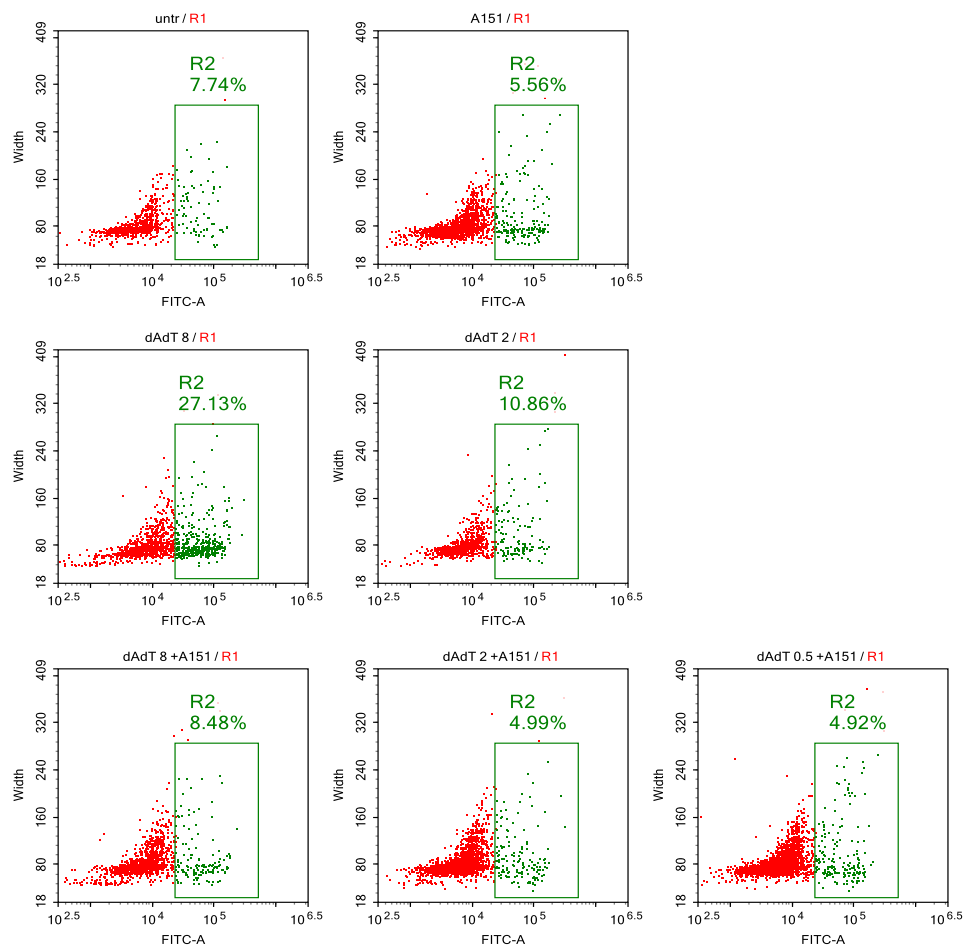 untr / R1
A151 / R1
409
320
240
160
80
18
Width
R2
7.74%
10^2.5
10^4
10^5
10^6.5
FITC-A
409
320
240
160
80
18
Width
R2
5.56%
10^2.5
10^4
10^5
10^6.5
FITC-A
dAdT 8 / R1
dAdT 2 / R1
409
320
240
160
80
18
Width
R2
27.13%
10^2.5
10^4
10^5
10^6.5
FITC-A
409
320
240
160
80
18
Width
R2
10.86%
10^2.5
10^4
10^5
10^6.5
FITC-A
dAdT 8 +A151 / R1
dAdT 2 +A151 / R1
dAdT 0.5 +A151 / R1
409
320
240
160
80
18
Width
R2
8.48%
10^2.5
10^4
10^5
10^6.5
FITC-A
409
320
240
160
80
18
Width
R2
4.99%
10^2.5
10^4
10^5
10^6.5
FITC-A
409
320
240
160
80
18
Width
R2
4.92%
10^2.5
10^4
10^5
10^6.5
FITC-A